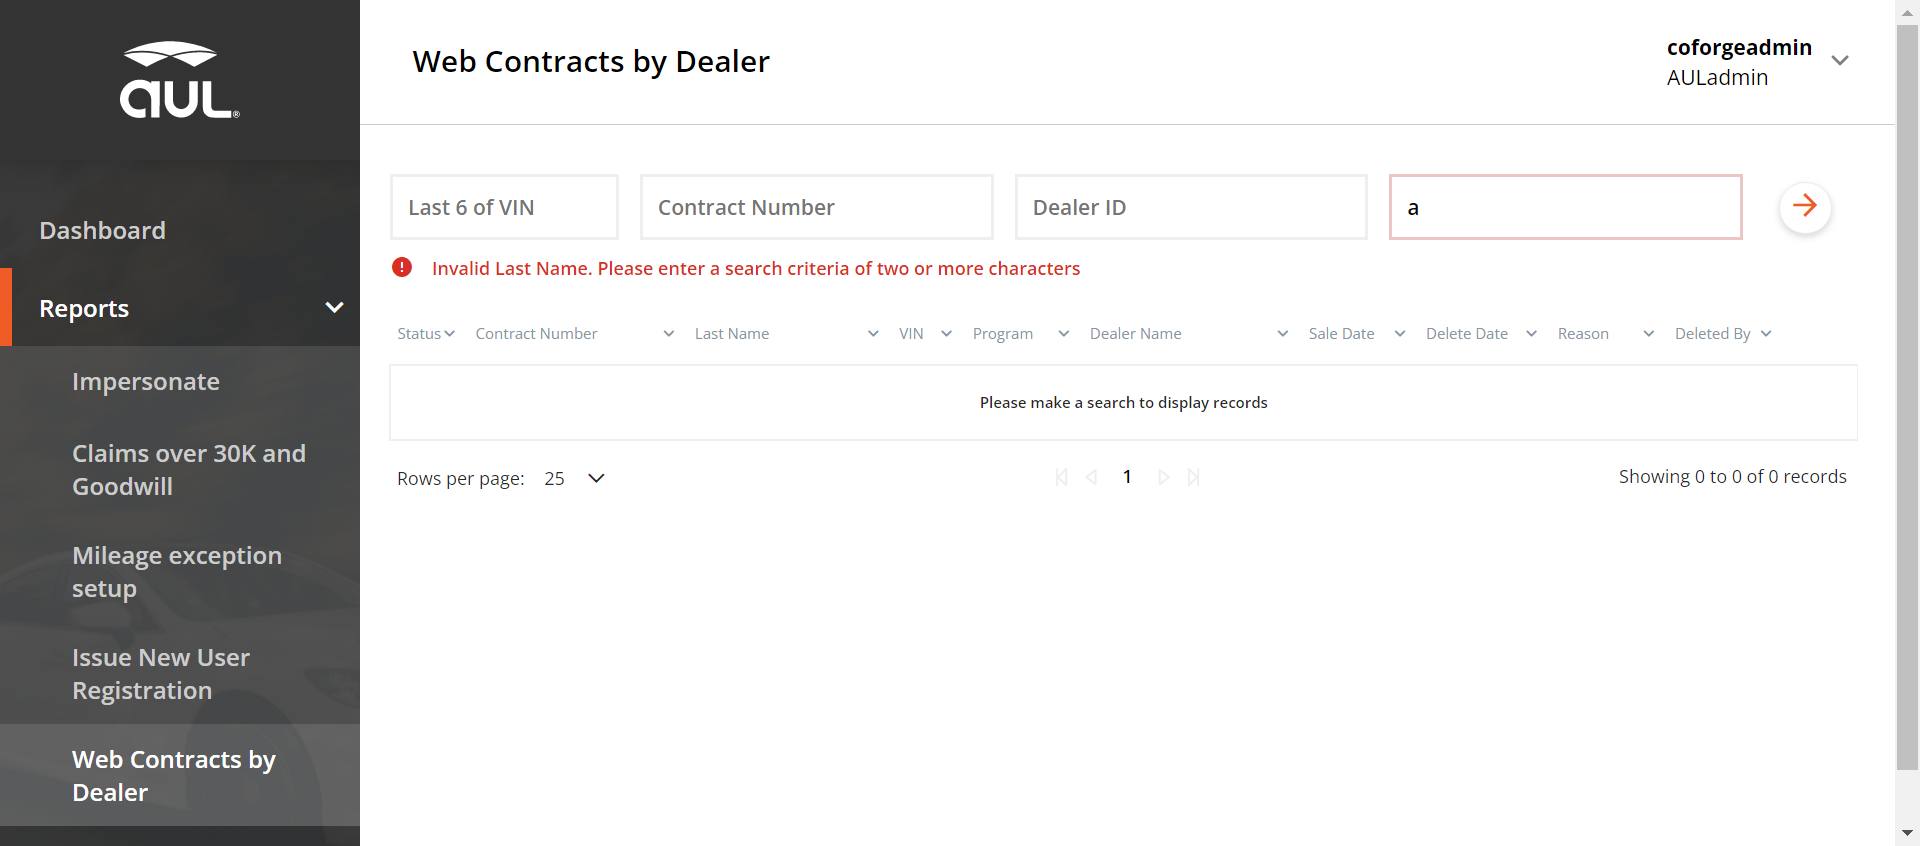 aUL®
Dashboard
Reports
Impersonate
Claims over 30K and
Goodwill
Mileage exception
setup
Issue New User
Registration
Web Contracts by
Dealer
Web Contracts by Dealer
coforgeadmin
AULadmin
Last 6 of VIN
Contract Number
Dealer ID
a
Invalid Last Name. Please enter a search criteria of two or more characters
Status Contract Number Last Name VIN Program Dealer Name Sale Date Delete Date Reason Deleted By
Please make a search to display records
Rows per page: 25
1
Showing 0 to 0 of 0 records